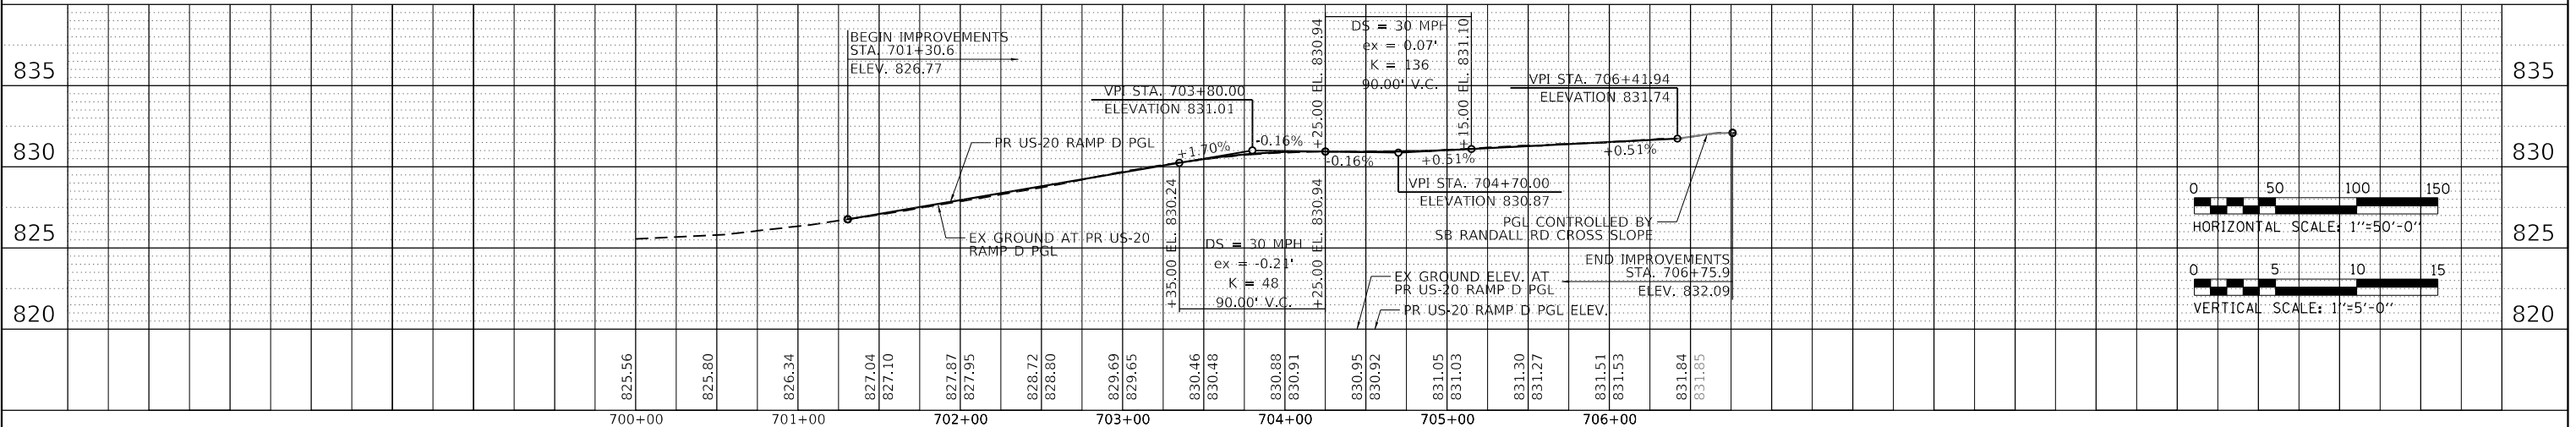 835
830
825
820
BEGIN IMPROVEMENTS
STA. 701+30.6
ELEV. 826.77
PR US-20 RAMP D PGL
EX GROUND AT PR US-20
RAMP D PGL
VPI STA. 703+80.00
ELEVATION 831.01
+1.70%
-0.16%
+35.00 EL. 830.24
DS = 30 MPH
ex = -0.21'
K = 48
90.00' V.C.
+25.00 EL. 830.94
+25.00 EL. 830.94
DS = 30 MPH
ex = 0.07'
K = 136
90.00' V.C.
+15.00 EL. 831.10
-0.16%
+0.51%
VPI STA. 704+70.00
ELEVATION 830.87
VPI STA. 706+41.94
ELEVATION 831.74
+0.51%
PGL CONTROLLED BY
SB RANDALL RD CROSS SLOPE
END IMPROVEMENTS
STA. 706+75.9
ELEV. 832.09
EX GROUND ELEV. AT
PR US-20 RAMP D PGL
PR US-20 RAMP D PGL ELEV.
0 50 100 150
HORIZONTAL SCALE: 1''=50'-0''
0 5 10 15
VERTICAL SCALE: 1''=5'-0''
835
830
825
820
825.56
825.80
826.34
827.04
827.10
827.87
827.95
828.72
828.80
829.69
829.65
830.46
830.48
830.88
830.91
830.95
830.92
831.05
831.03
831.30
831.27
831.51
831.53
831.84
831.85
700+00 701+00 702+00 703+00 704+00 705+00 706+00